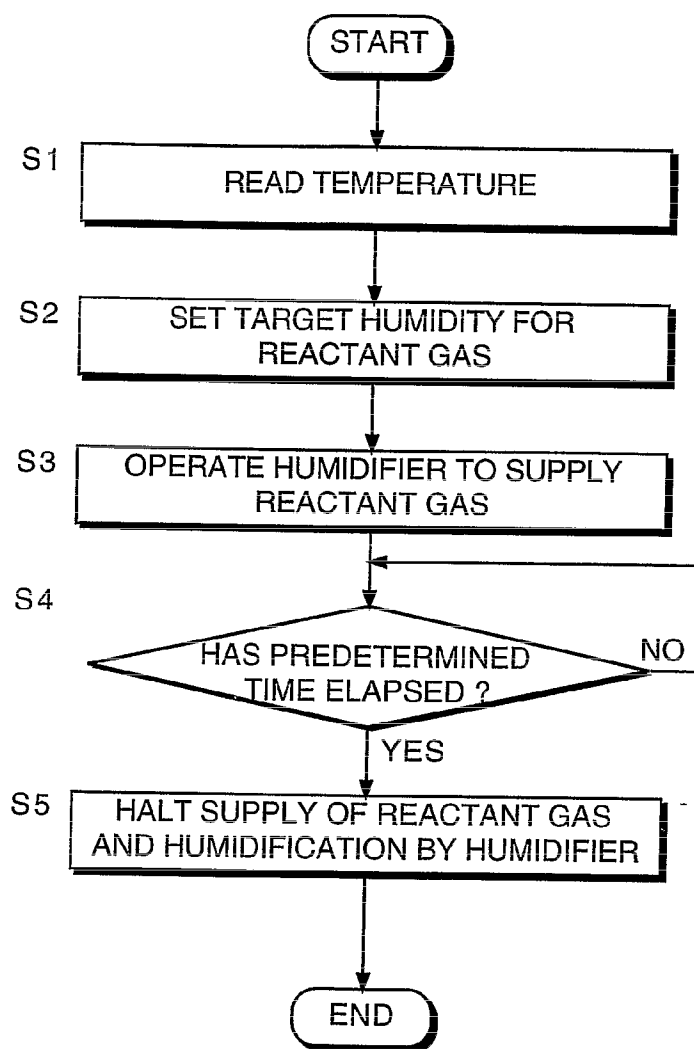 START
S1
READ TEMPERATURE
S2
SET TARGET HUMIDITY FOR
REACTANT GAS
S3
OPERATE HUMIDIFIER TO SUPPLY
REACTANT GAS
S4
HAS PREDETERMINED
TIME ELAPSED ?
NO
YES
S5
HALT SUPPLY OF REACTANT GAS
AND HUMIDIFICATION BY HUMIDIFIER
END